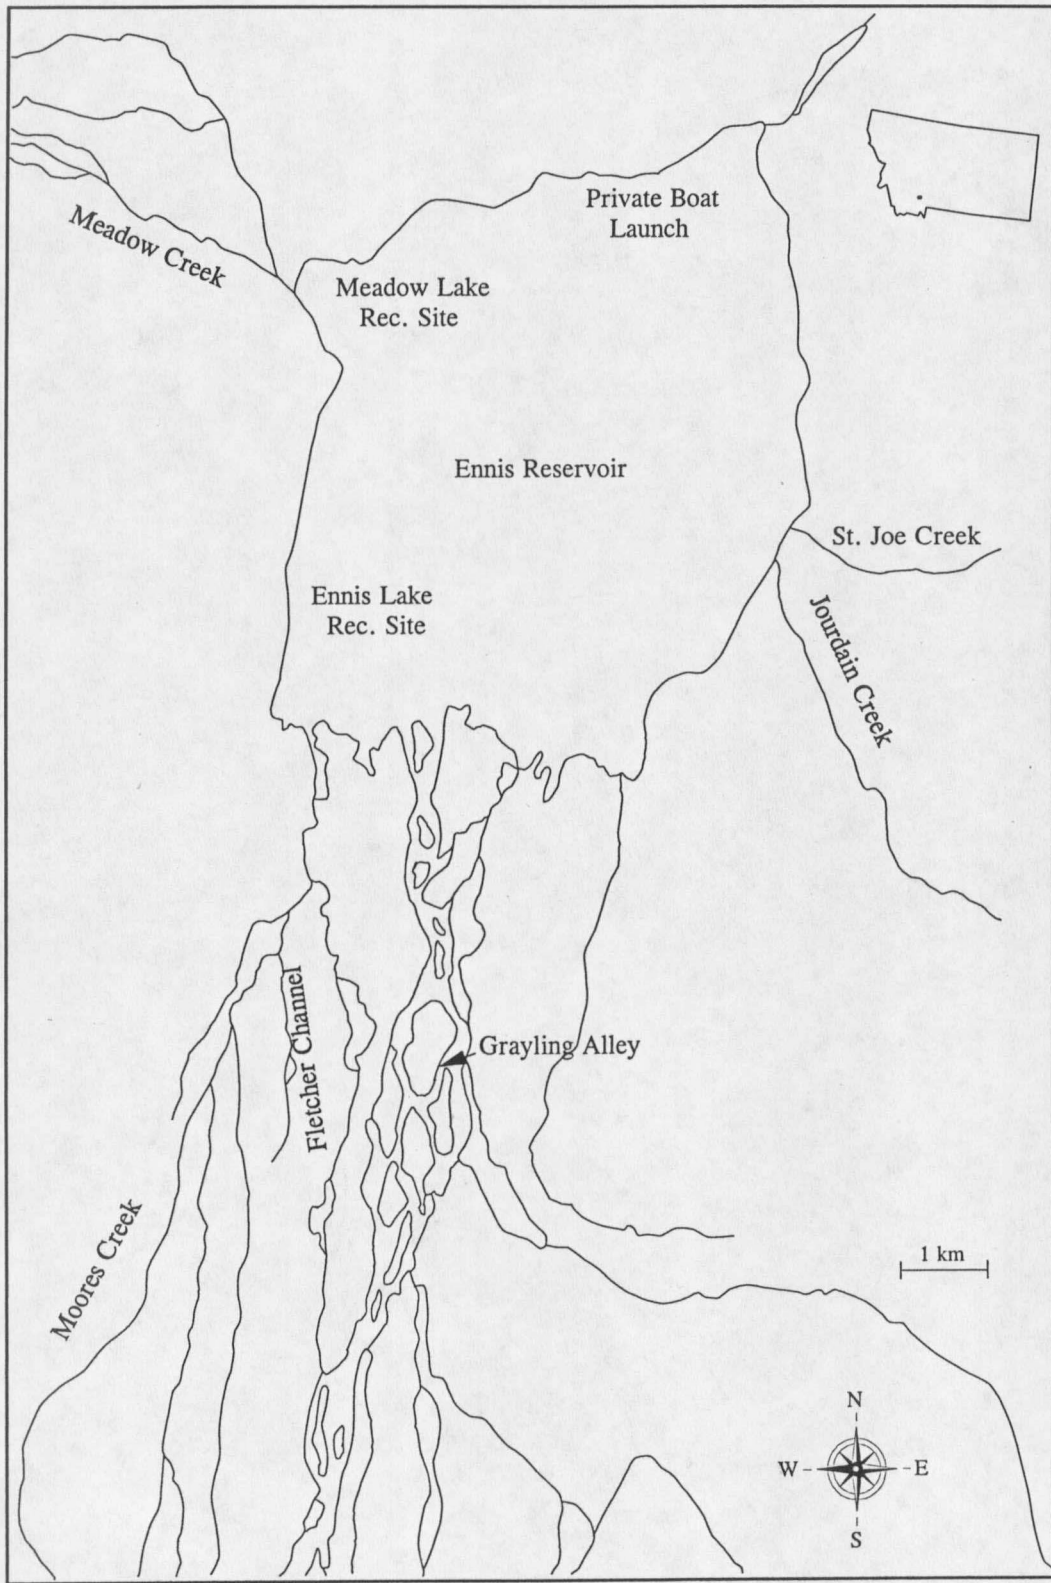 Meadow Creek
Private Boat
Launch
Meadow Lake
Rec. Site
Ennis Reservoir
St. Joe Creek
Ennis Lake
Rec. Site
Jourdain Creek
Fletcher Channel
Grayling Alley
Moores Creek
1 km
N
W
E
S